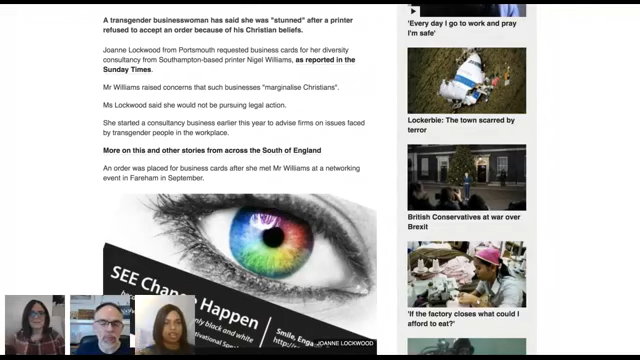 A transgender businesswoman has said she was "stunned" after a printer
refused to accept an order because of his Christian beliefs.
Joanne Lockwood from Portsmouth requested business cards for her diversity
consultancy from Southampton-based printer Nigel Williams, as reported in the
Sunday Times.
Mr Williams raised concerns that such businesses "marginalise Christians".
Ms Lockwood said she would not be pursuing legal action.
She started a consultancy business earlier this year to advise firms on issues faced
by transgender people in the workplace.
More on this and other stories from across the South of England
An order was placed for business cards after she met Mr Williams at a networking
event in Fareham in September.
SEE Change Happen
only black and white
Smile, Enga
JOANNE LOCKWOOD
'Every day I go to work and pray
I'm safe'
Lockerbie: The town scarred by
terror
British Conservatives at war over
Brexit
'If the factory closes what could I
afford to eat?'